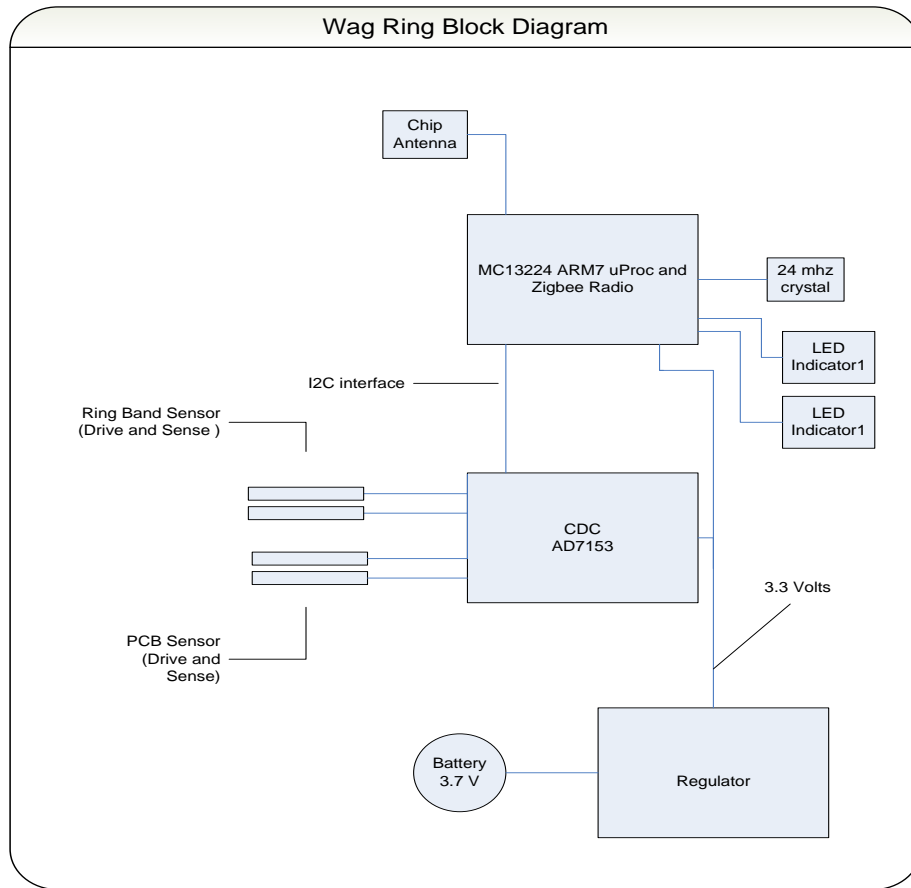 Wag Ring Block Diagram
Chip
Antenna
MC13224 ARM7 uProc and
Zigbee Radio
24 mhz
crystal
LED
Indicator1
LED
Indicator1
I2C interface
Ring Band Sensor
(Drive and Sense )
CDC
AD7153
3.3 Volts
PCB Sensor
(Drive and
Sense)
Battery
3.7 V
Regulator